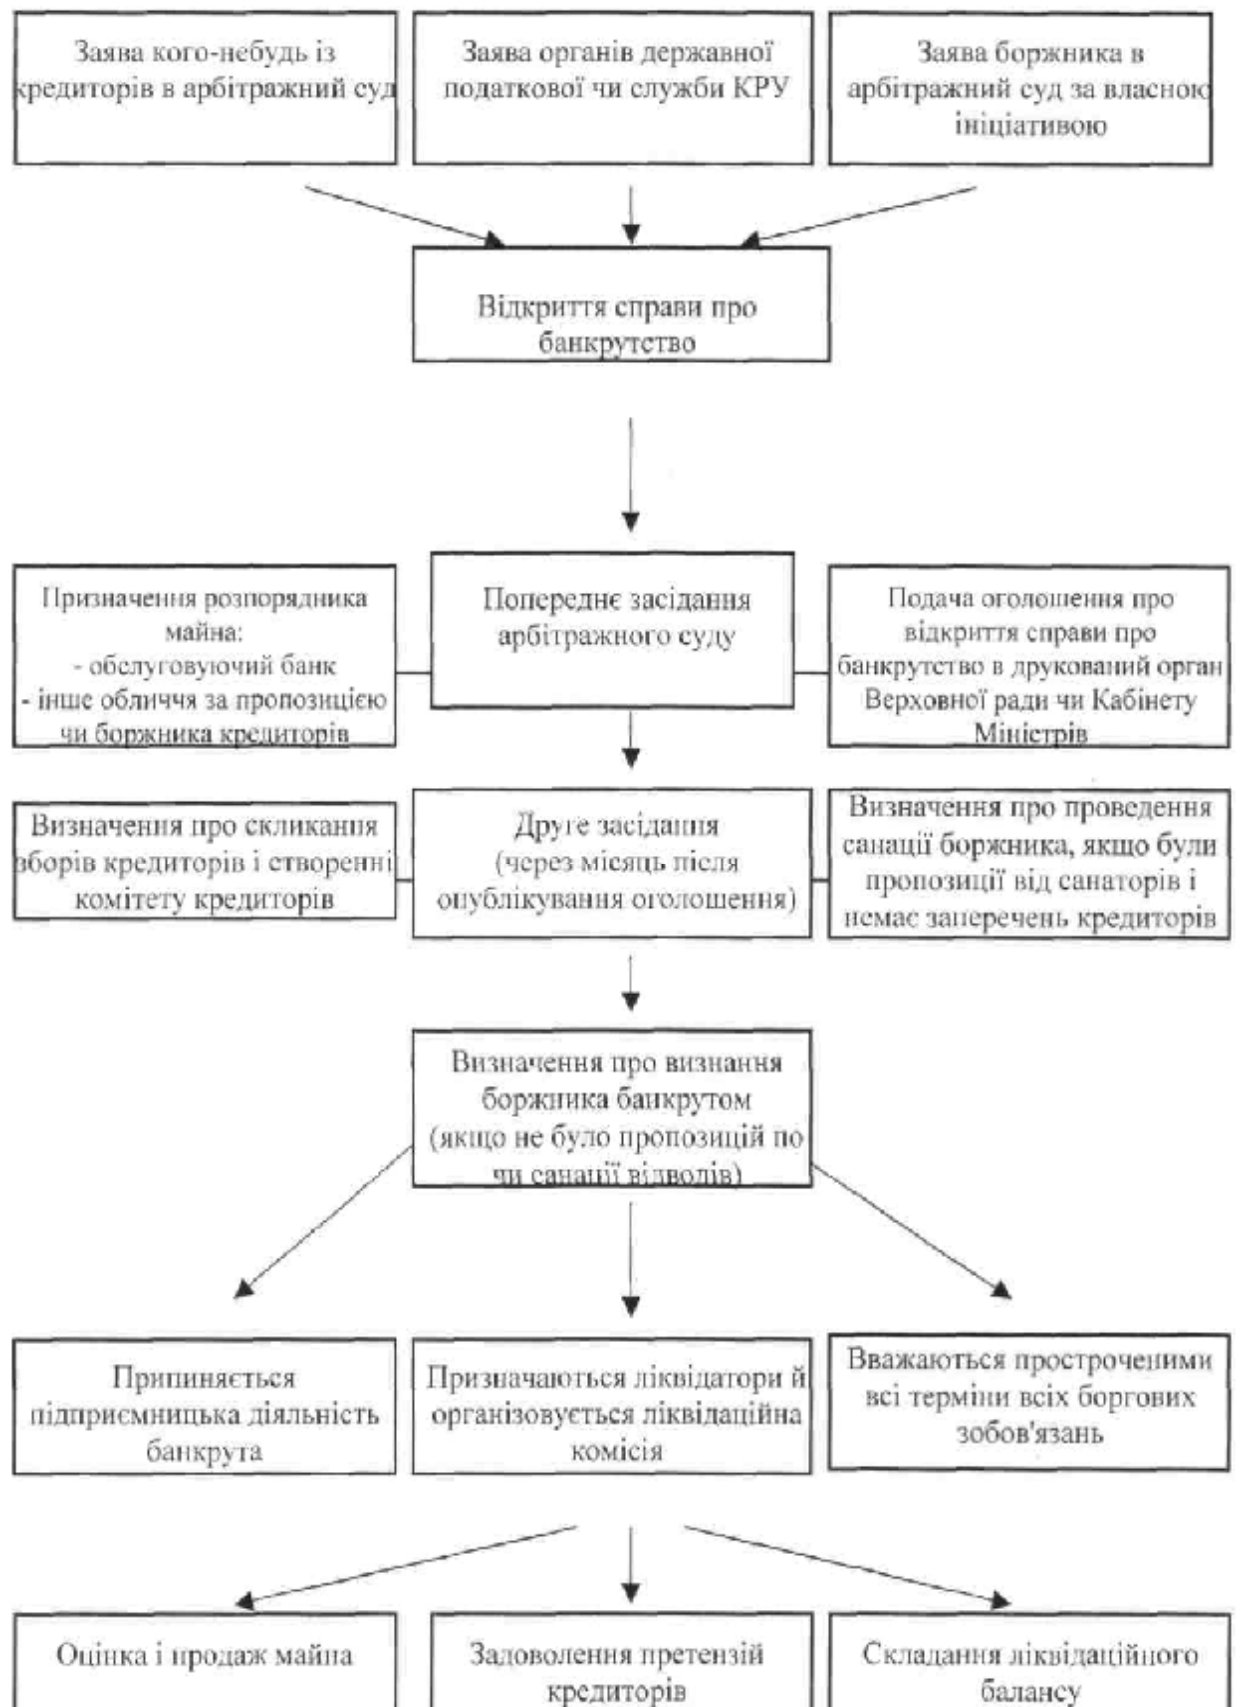 Заява кого-небудь із
кредиторів в арбітражний суд
Заява органів державної
податкової чи служби КРУ
Заява боржника в
арбітражний суд за власною
ініціативою
Відкриття справи про
банкрутство
Призначення розпорядника
майна:
- обслуговуючий банк
- інше обличчя за пропозицією
чи боржника кредиторів
Попереднє засідання
арбітражного суду
Подача оголошення про
відкриття справи про
банкрутство в друкований орган
Верховної ради чи Кабінету
Міністрів
Визначення про скликання
зборів кредиторів і створенні
комітету кредиторів
Друге засідання
(через місяць після
опублікування оголошення)
Визначення про проведення
санації боржника, якщо були
пропозиції від санаторів і
немає заперечень кредиторів
Визначення про визнання
боржника банкрутом
(якщо не було пропозицій по
чи санації відводів)
Припиняється
підприємницька діяльність
банкрута
Призначаються ліквідатори й
організовується ліквідаційна
комісія
Вважаються простроченими
всі терміни всіх боргових
зобов'язань
Оцінка і продаж майна
Задоволення претензій
кредиторів
Складання ліквідаційного
балансу